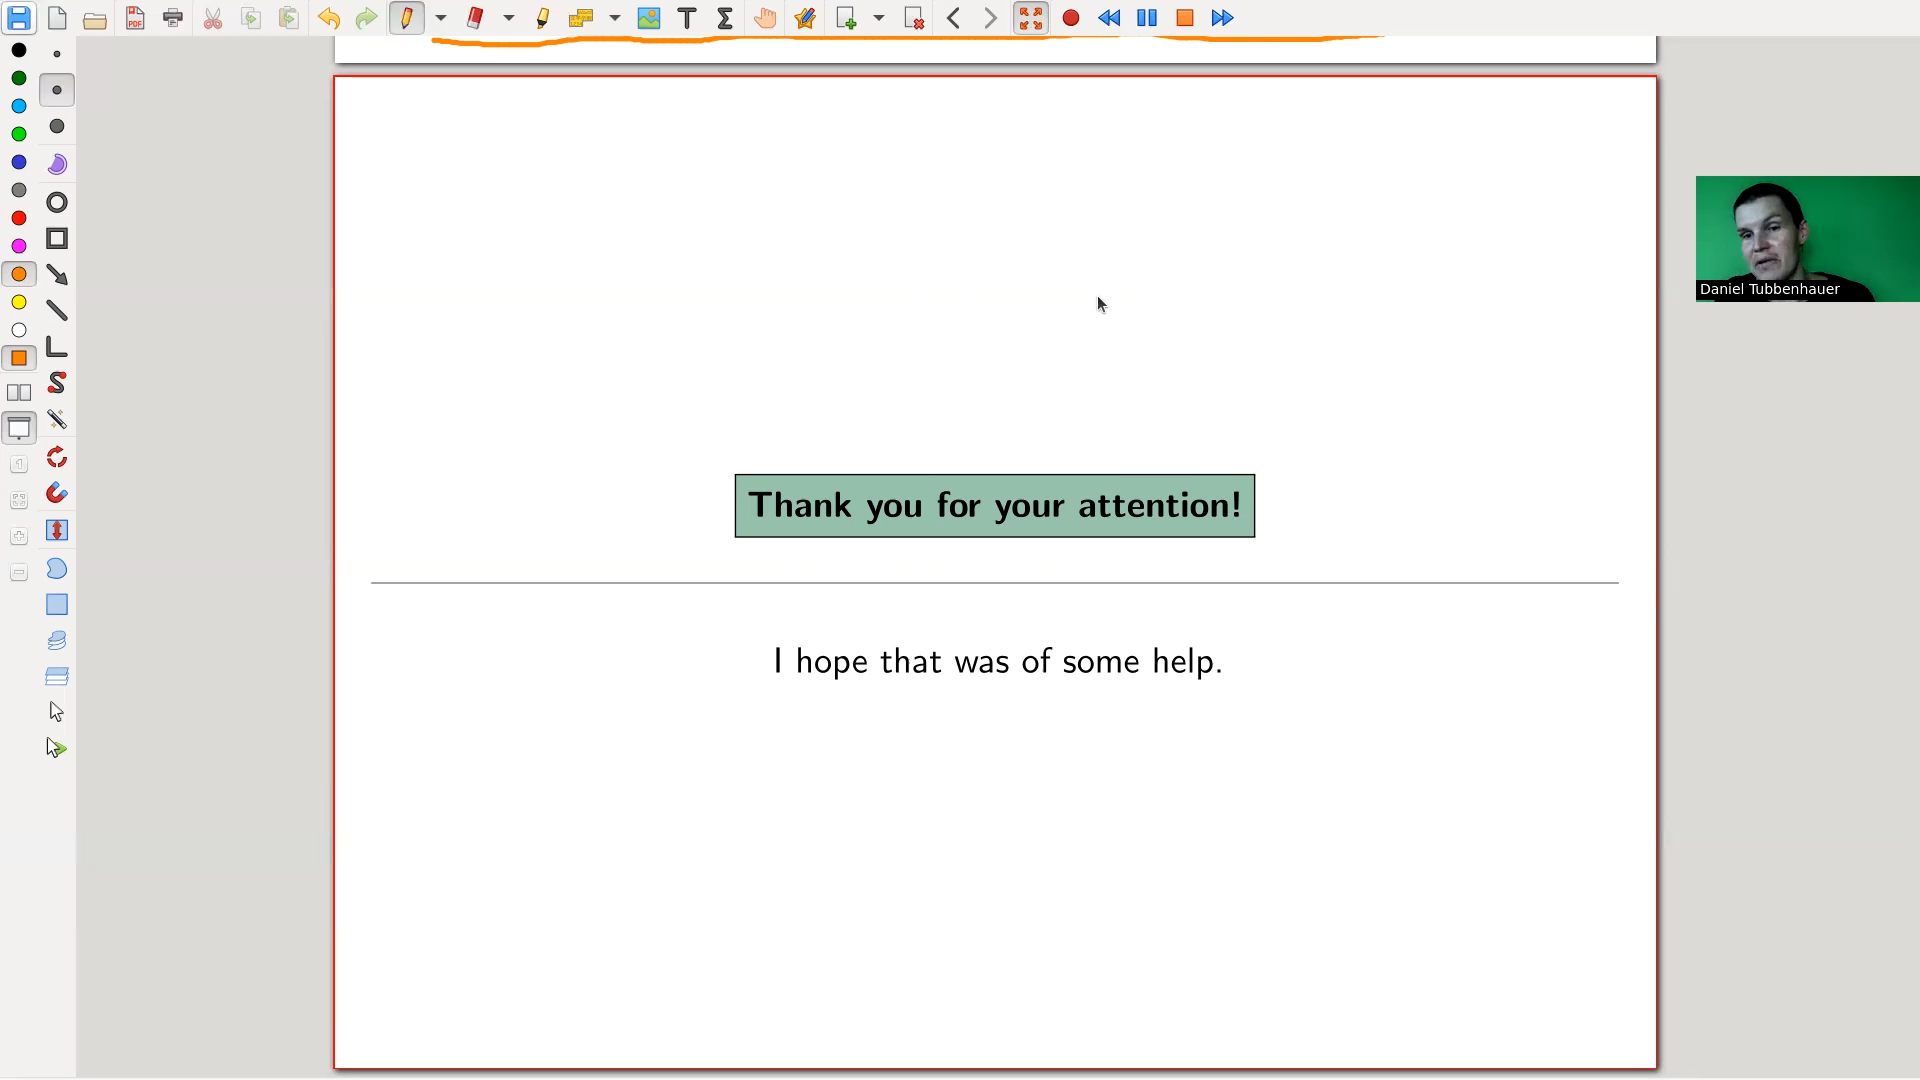 Daniel Tubbenhauer
Thank you for your attention!
I hope that was of some help.